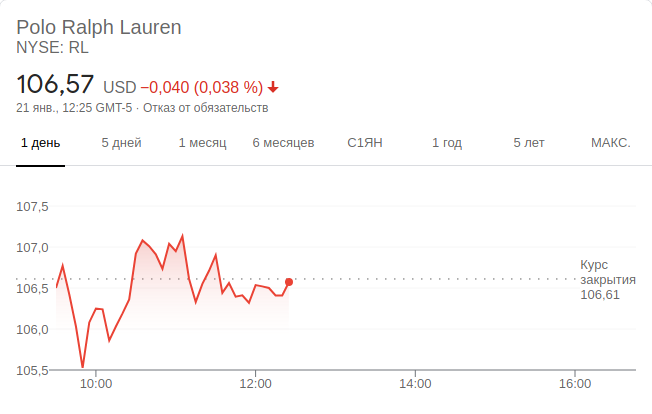 Polo Ralph Lauren
NYSE: RL
106,57 USD −0,040 (0,038 %)
21 янв., 12:25 GMT-5 · Отказ от обязательств
1 день 5 дней 1 месяц 6 месяцев С1ЯН 1 год 5 лет МАКС.
107,5
107,0
Курс
закрытия
106,61
106,5
106,0
105,5
10:00 12:00 14:00 16:00